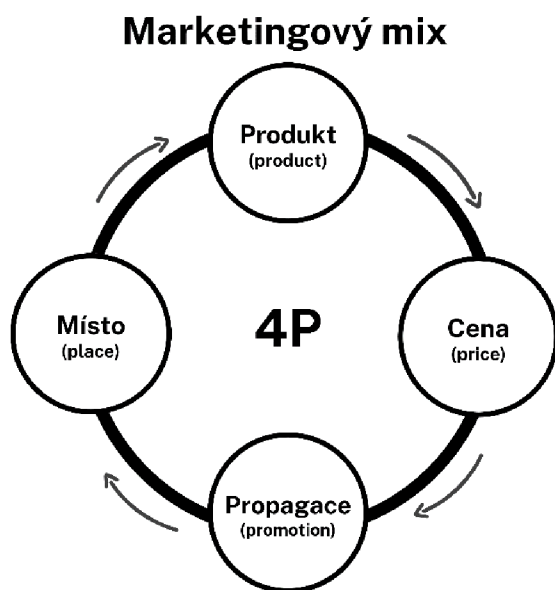 Marketingový mix
Produkt
(product)
Místo
(place)
4P
Cena
(price)
Propagace
(promotion)